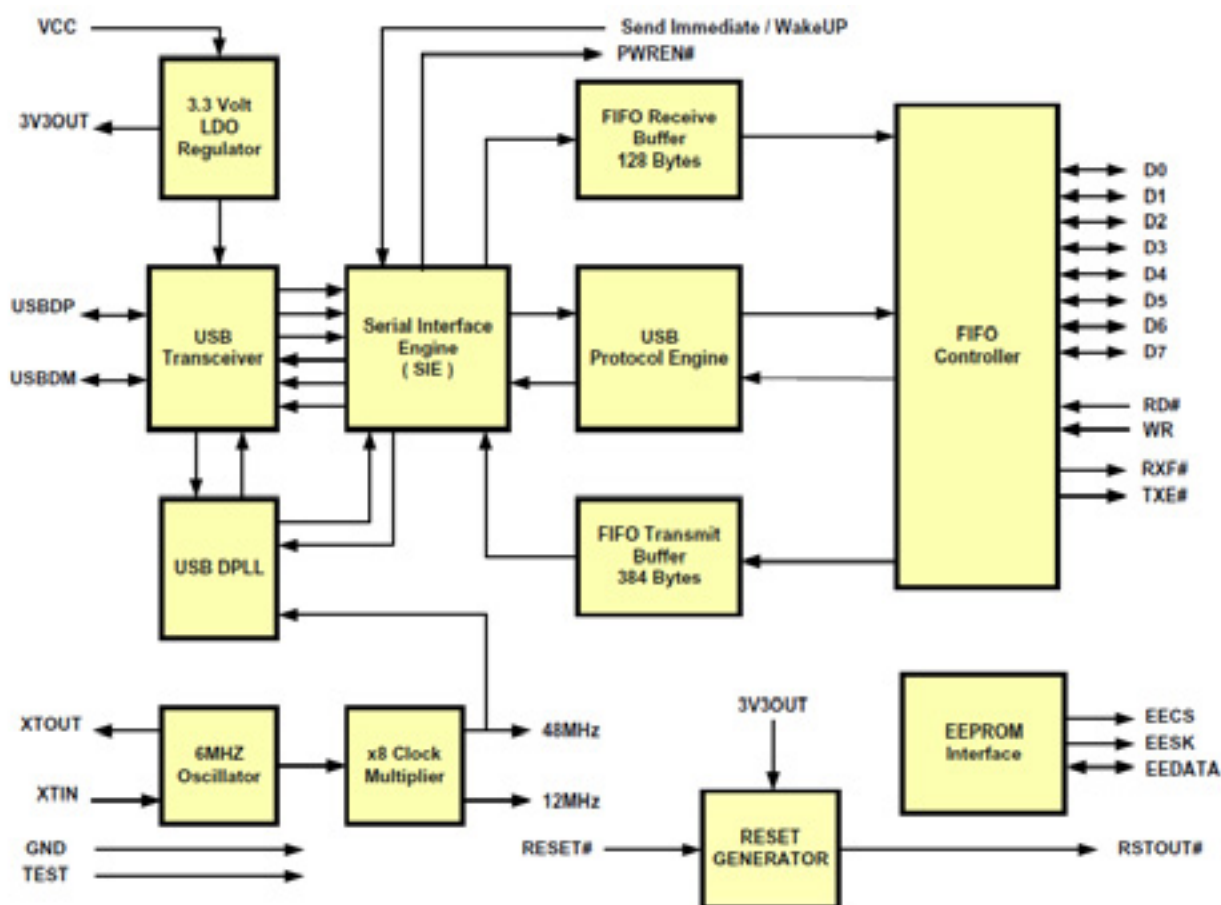 VCC
Send Immediate / WakeUP
PWREN#
3.3 Volt
LDO
Regulator
3V3OUT
FIFO Receive
Buffer
128 Bytes
D0
D1
D2
D3
D4
D5
D6
D7
USBDP
USBDM
USB
Transceiver
Serial Interface
Engine
( SIE )
USB
Protocol Engine
FIFO
Controller
RD#
WR
RXF#
TXE#
USB DPLL
FIFO Transmit
Buffer
384 Bytes
XTOUT
XTIN
6MHZ
Oscillator
x8 Clock
Multiplier
48MHz
12MHz
3V3OUT
EEPROM
Interface
EECS
EESK
EEDATA
GND
TEST
RESET#
RESET
GENERATOR
RSTOUT#